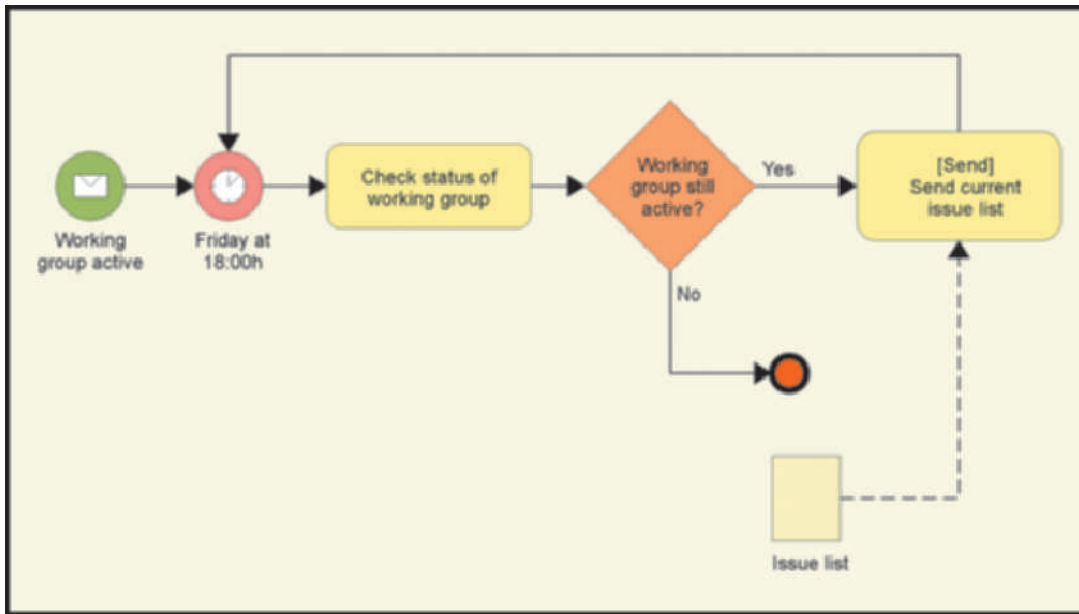 Working
group active
Friday at
18:00h
Check status of
working group
Working
group still
active?
Yes
No
[Send]
Send current
issue list
Issue list